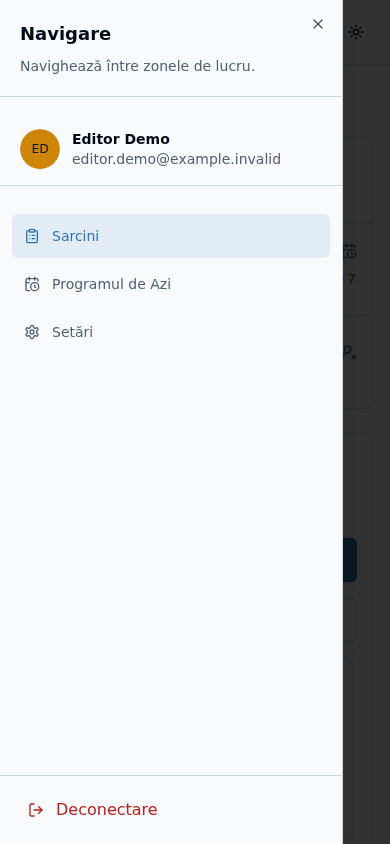 Navigare
Navighează între zonele de lucru.
ED
Editor Demo
editor.demo@example.invalid
Sarcini
Programul de Azi
7
Setări
Deconectare